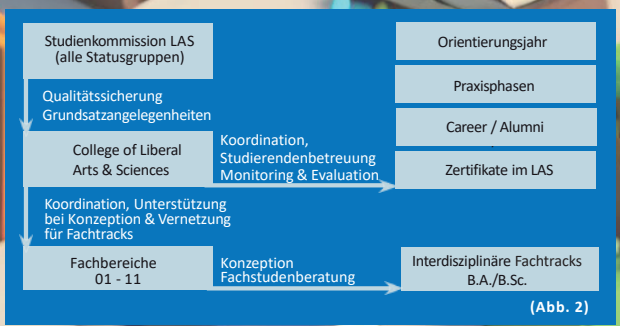 Studienkommission LAS
(alle Statusgruppen)
Qualitätssicherung
Grundsatzangelegenheiten
College of Liberal
Arts & Sciences
Koordination,
Studierendenbetreuung
Monitoring & Evaluation
Orientierungsjahr
Praxisphasen
Career / Alumni
Zertifikate im LAS
Koordination, Unterstützung
bei Konzeption & Vernetzung
für Fachtracks
Fachbereiche
01 - 11
Konzeption
Fachstudenberatung
Interdisziplinäre Fachtracks
B.A./B.Sc.
(Abb. 2)